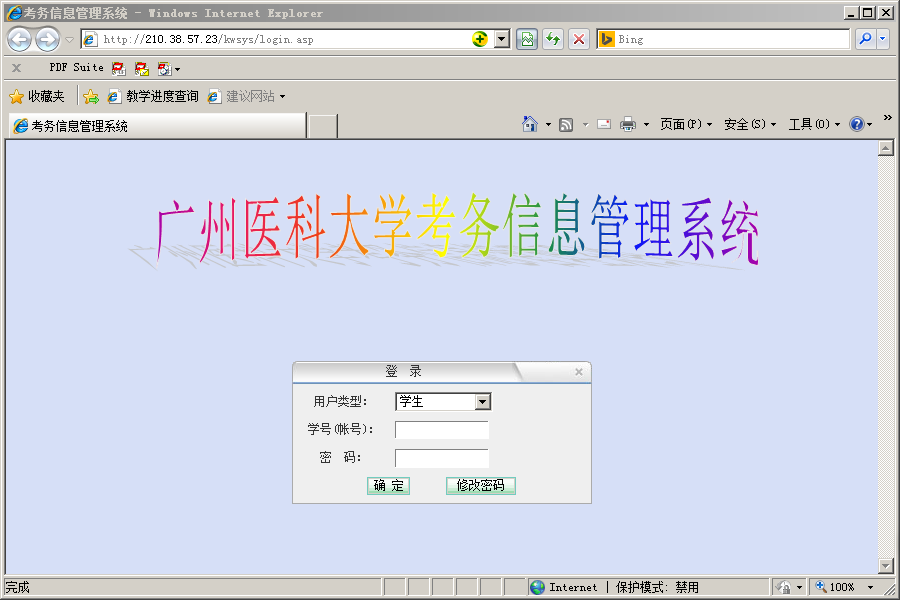 考务信息管理系统 - Windows Internet Explorer
http://210.38.57.23/kwsys/login.asp
Bing
x PDF Suite
收藏夹 教学进度查询 建议网站
考务信息管理系统 页面(P) 安全(S) 工具(O) »
广州医科大学考务信息管理系统
登 录
用户类型: 学生
学号(帐号):
密 码:
确 定 修改密码
完成 Internet | 保护模式: 禁用 100%